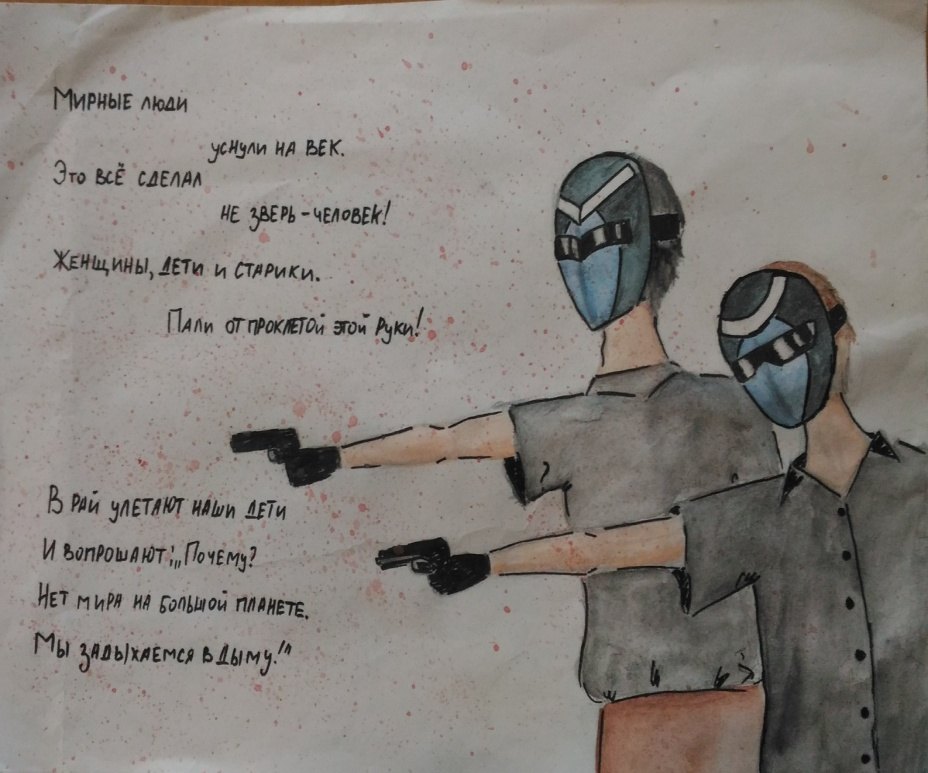 Мирные люди
уснули на век.
Это всё сделал
не зверь - человек!
Женщины, дети и старики.
Пали от проклетой этой руки!
В рай улетают наши дети
И вопрошают:,,Почему?
Нет мира на большой планете.
Мы задыхаемся в дыму!"